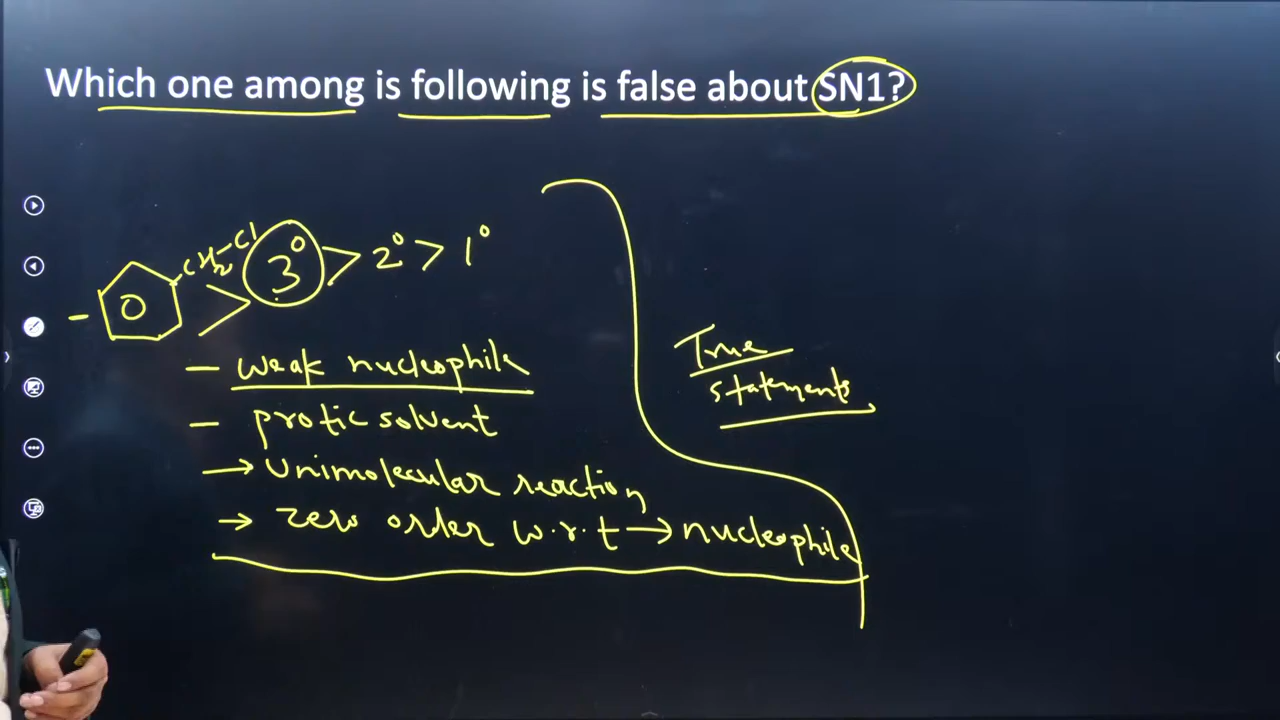 Which one among is following is false about SN1?
CH2-Cl
> 3° > 2° > 1°
- weak nucleophile
- protic solvent
→ Unimolecular reaction
→ zero order w.r.t → nucleophile
True
statements